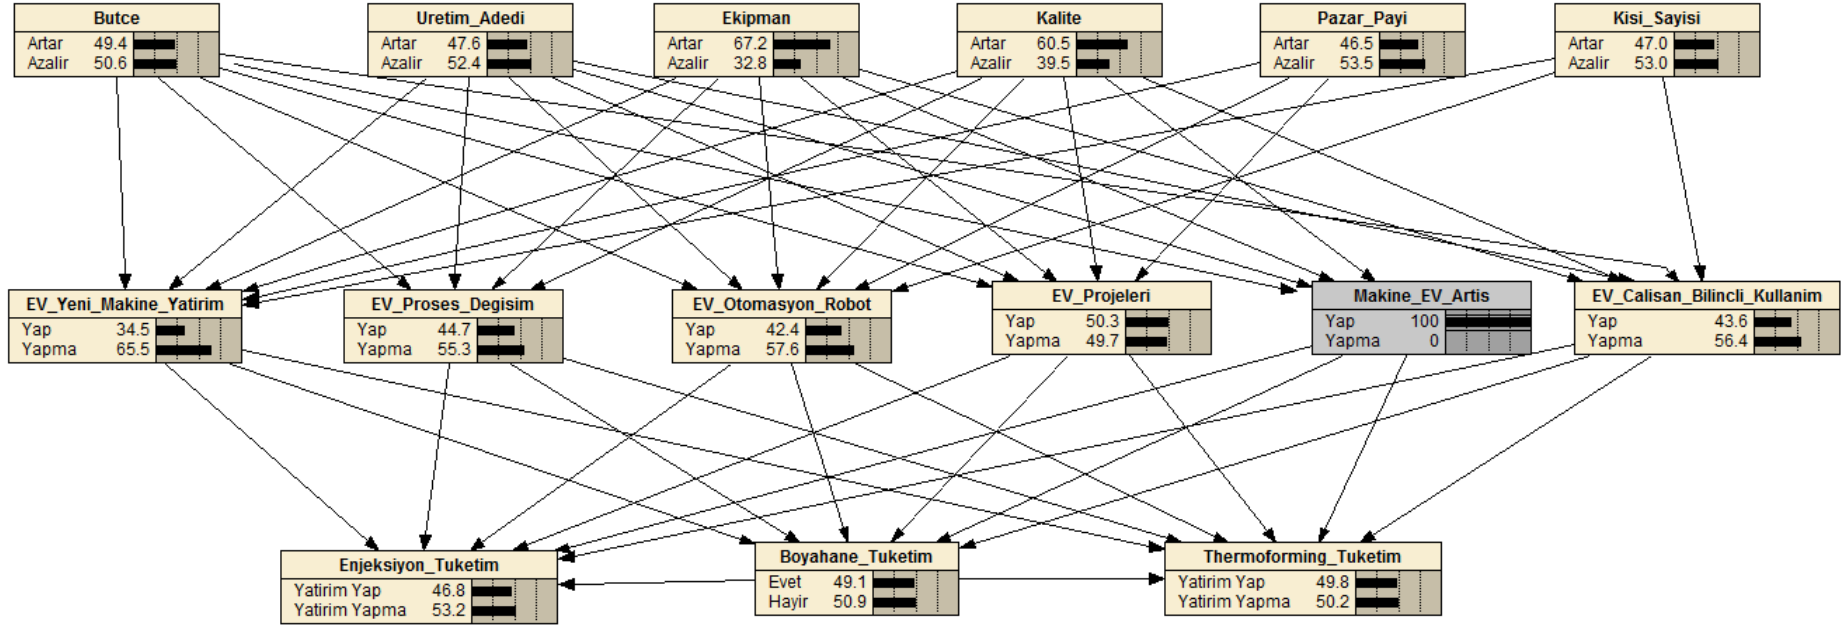 Butce
Artar 49.4
Azalir 50.6
Uretim_Adedi
Artar 47.6
Azalir 52.4
Ekipman
Artar 67.2
Azalir 32.8
Kalite
Artar 60.5
Azalir 39.5
Pazar_Payi
Artar 46.5
Azalir 53.5
Kisi_Sayisi
Artar 47.0
Azalir 53.0
EV_Yeni_Makine_Yatirim
Yap 34.5
Yapma 65.5
EV_Proses_Degisim
Yap 44.7
Yapma 55.3
EV_Otomasyon_Robot
Yap 42.4
Yapma 57.6
EV_Projeleri
Yap 50.3
Yapma 49.7
Makine_EV_Artis
Yap 100
Yapma 0
EV_Calisan_Bilincli_Kullanim
Yap 43.6
Yapma 56.4
Enjeksiyon_Tuketim
Yatirim Yap 46.8
Yatirim Yapma 53.2
Boyahane_Tuketim
Evet 49.1
Hayir 50.9
Thermoforming_Tuketim
Yatirim Yap 49.8
Yatirim Yapma 50.2